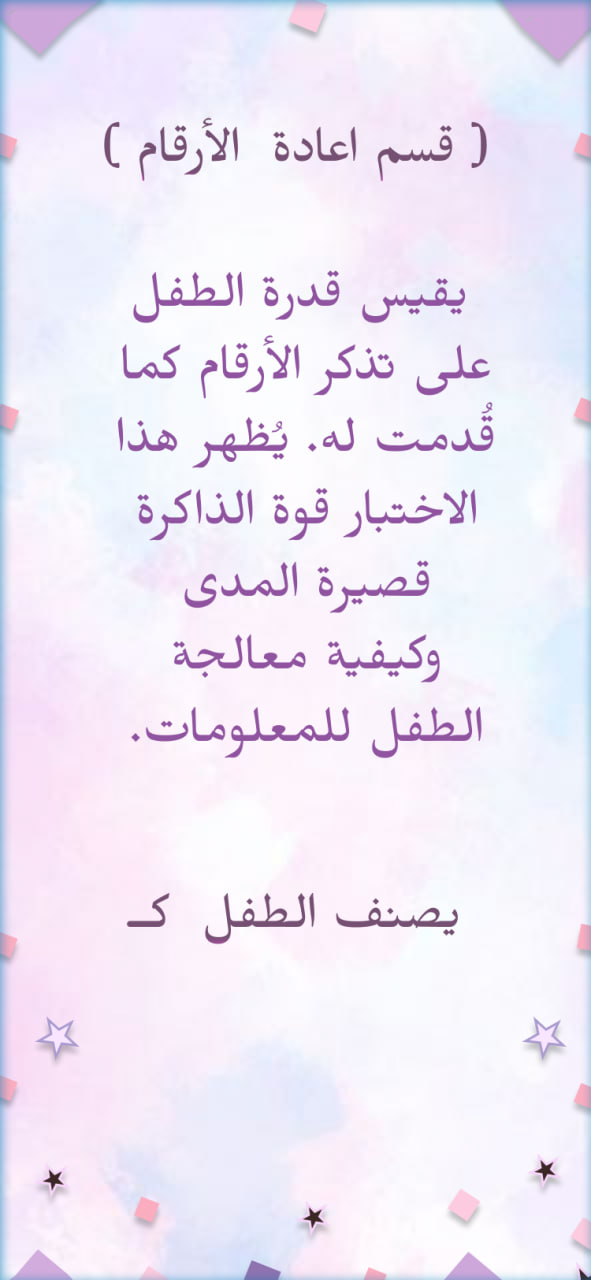 ( قسم اعادة الأرقام )
يقيس قدرة الطفل
على تذكر الأرقام كما
قُدمت له. يُظهر هذا
الاختبار قوة الذاكرة
قصيرة المدى
وكيفية معالجة
الطفل للمعلومات.
يصنف الطفل كـ